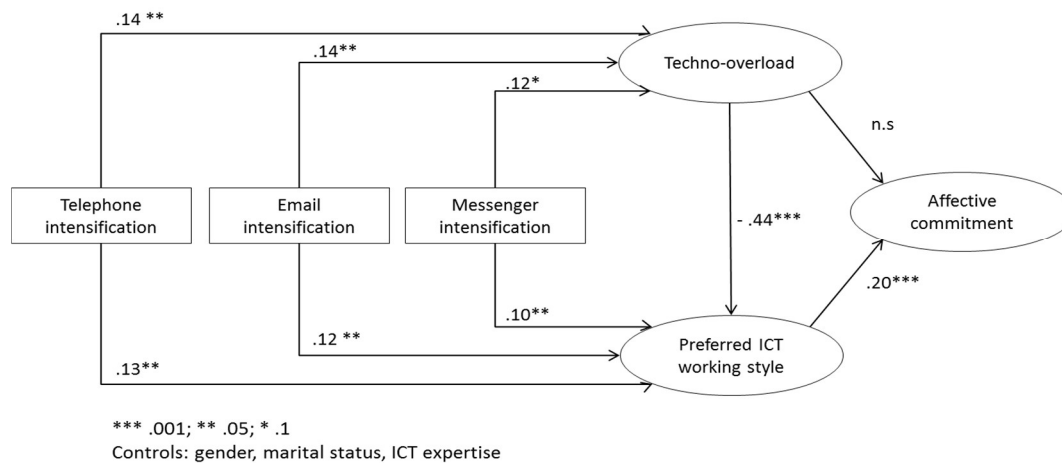 .14 **
.14**
Techno-overload
.12*
n.s
Telephone
intensification
Email
intensification
Messenger
intensification
- .44***
Affective
commitment
.20***
.10**
.12 **
Preferred ICT
working style
.13**
*** .001; ** .05; * .1
Controls: gender, marital status, ICT expertise